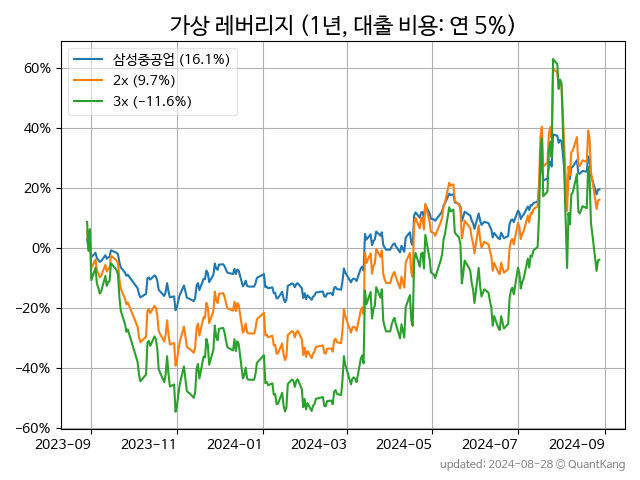 가상 레버리지 (1년, 대출 비용: 연 5%)
삼성중공업 (16.1%)
2x (9.7%)
3x (−11.6%)
60%
40%
20%
0%
−20%
−40%
−60%
2023-09 2023-11 2024-01 2024-03 2024-05 2024-07 2024-09
updated: 2024-08-28 @ QuantKang